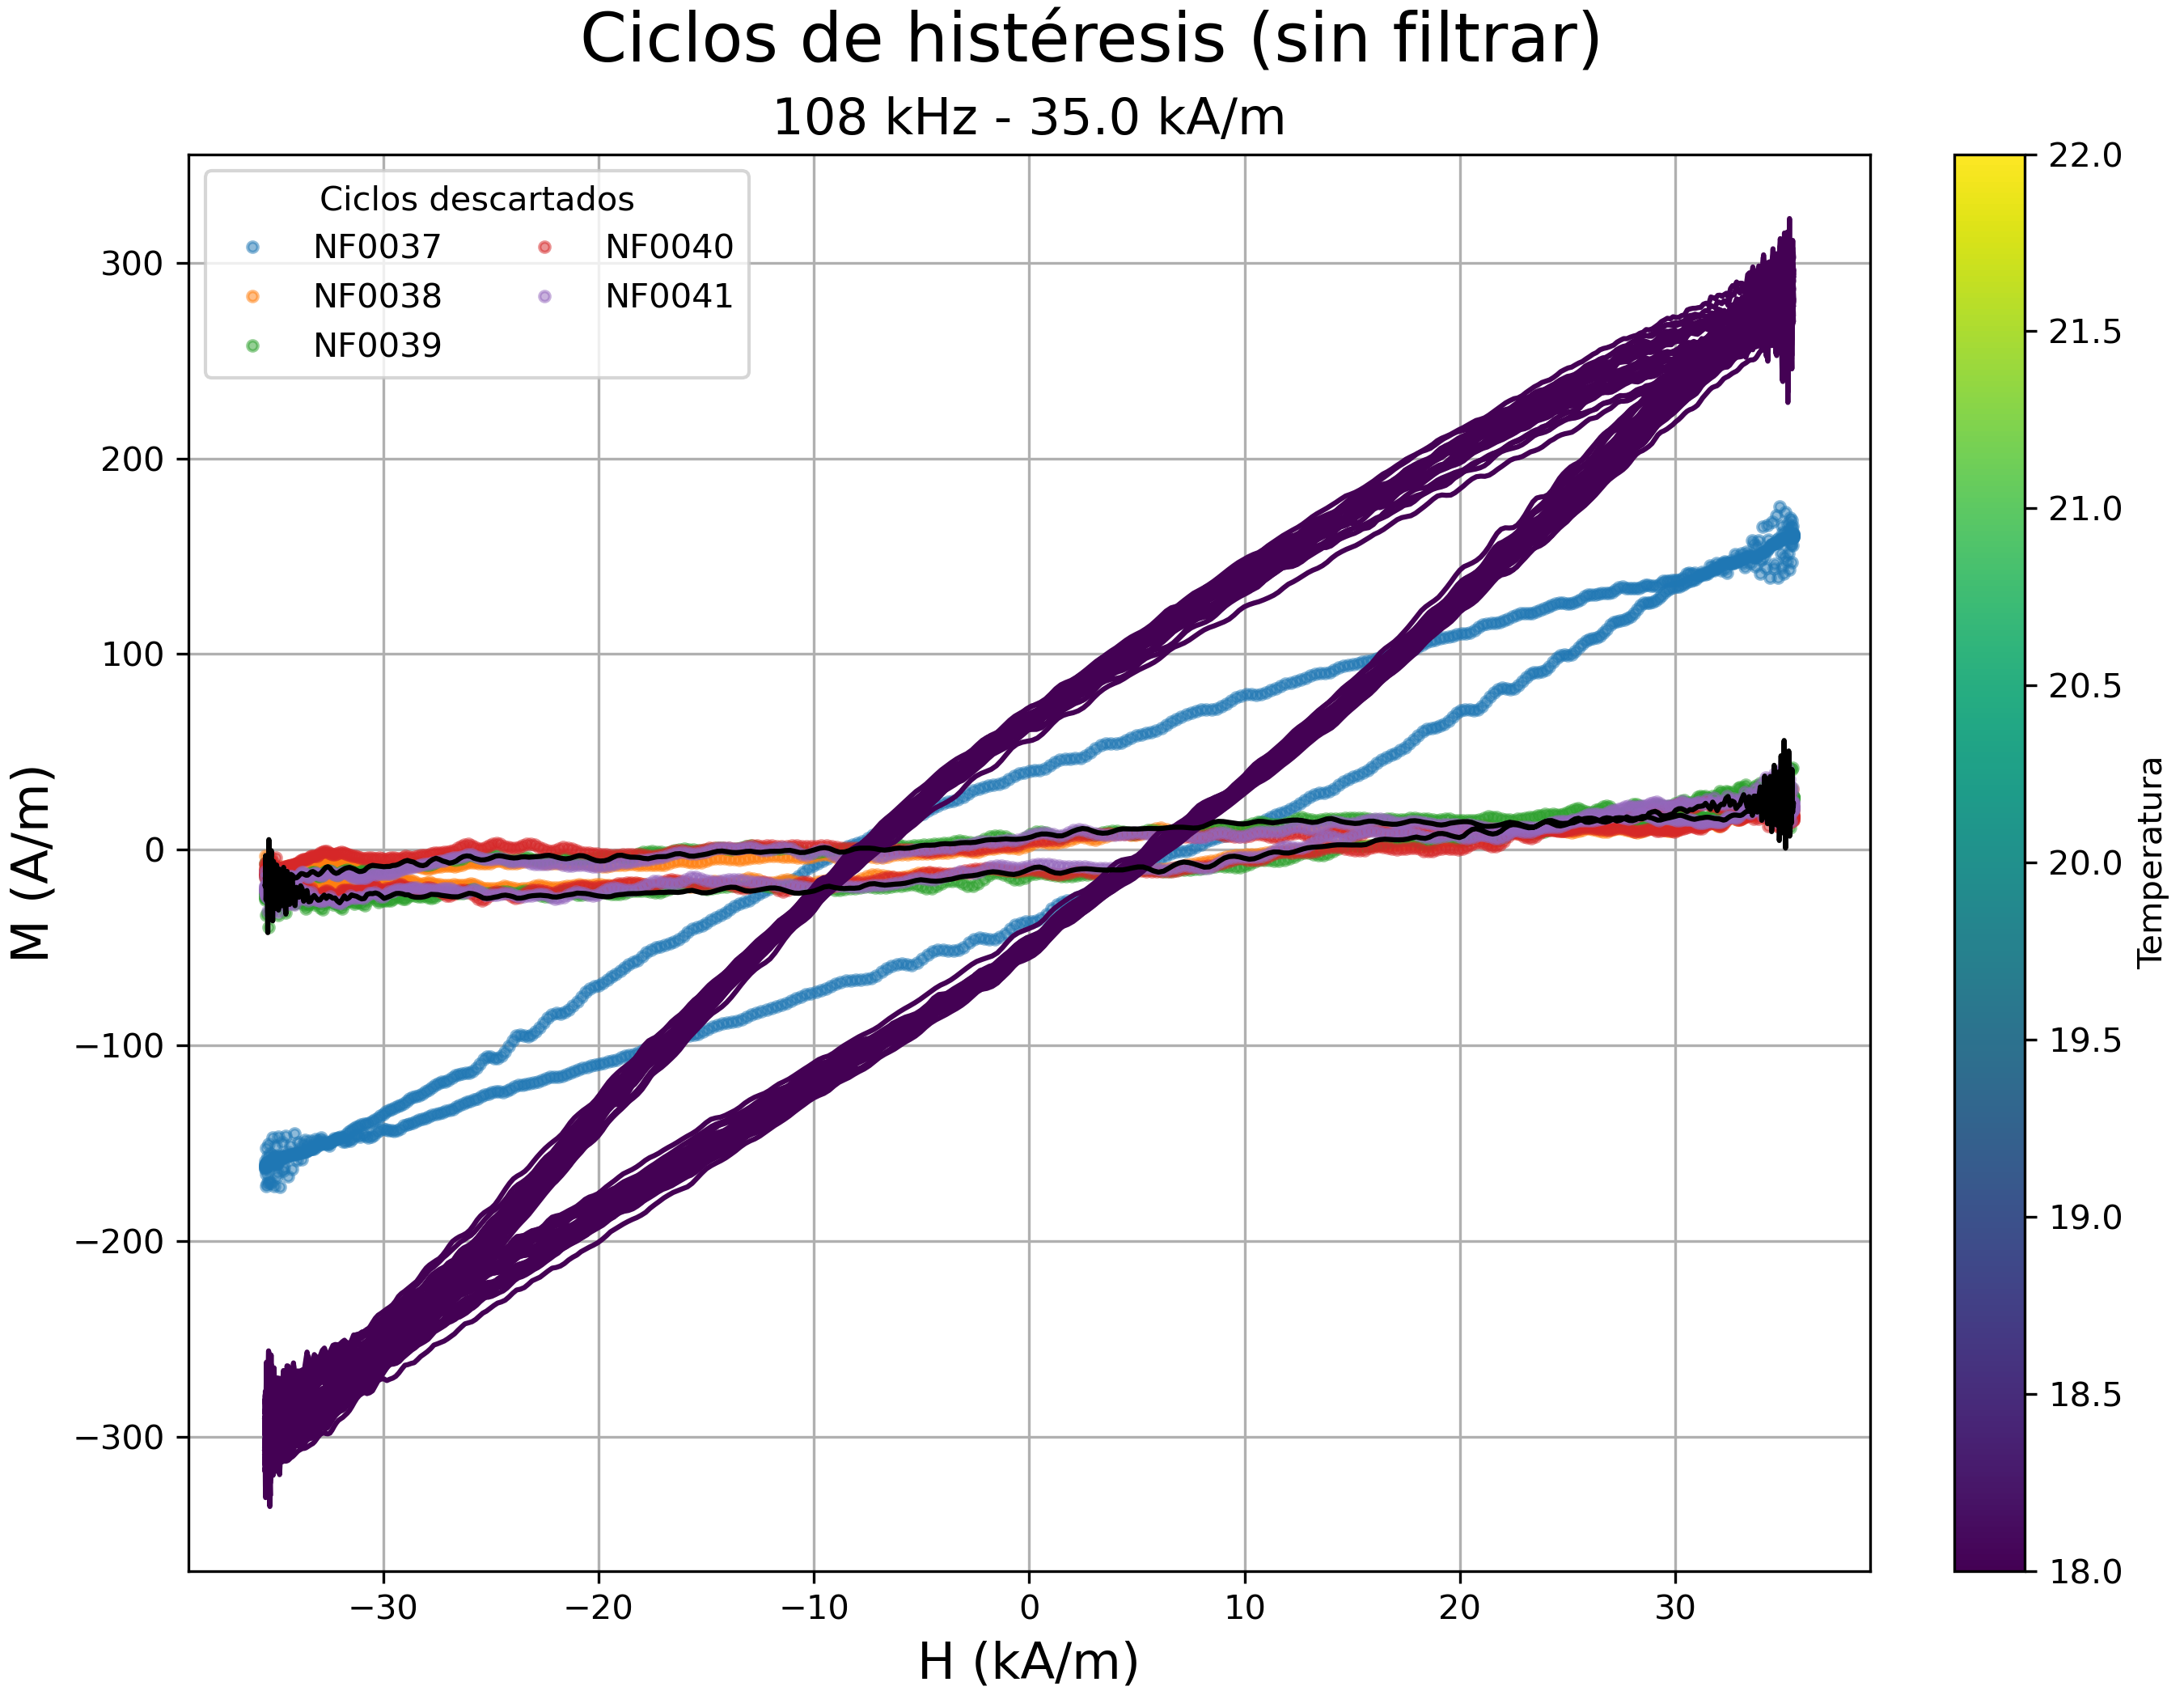 Ciclos de histéresis (sin filtrar)
108 kHz - 35.0 kA/m
Ciclos descartados
NF0037
NF0038
NF0039
NF0040
NF0041
300
200
100
0
−100
−200
−300
M (A/m)
−30
−20
−10
0
10
20
30
H (kA/m)
22.0
21.5
21.0
20.5
20.0
19.5
19.0
18.5
18.0
Temperatura